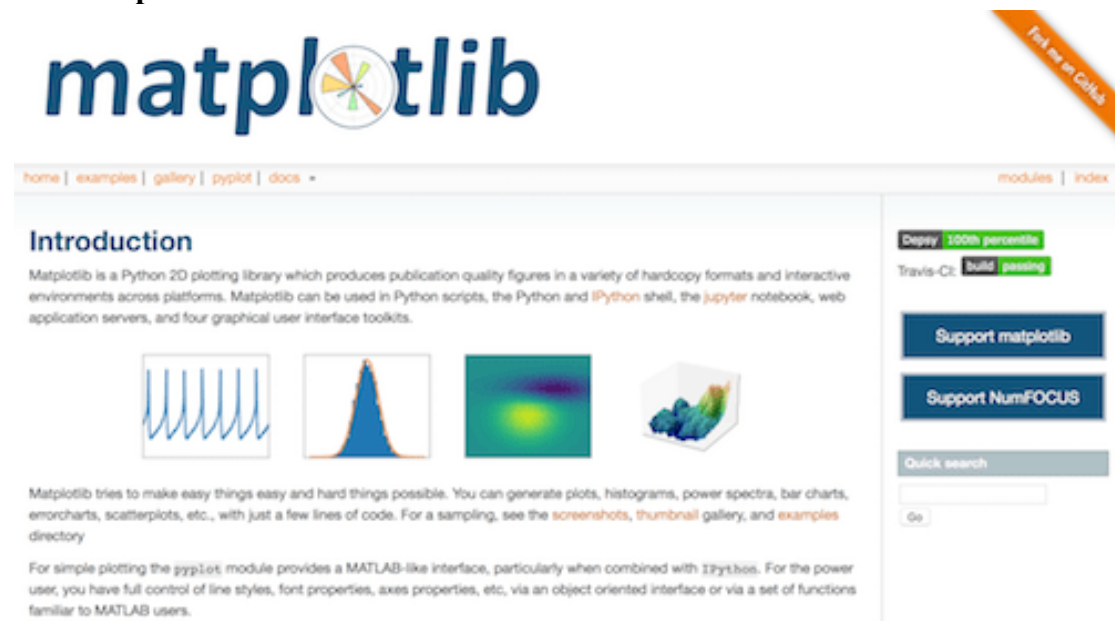 matplotlib
Fork me on GitHub
home | examples | gallery | pyplot | docs »
modules | index
Introduction
Matplotlib is a Python 2D plotting library which produces publication quality figures in a variety of hardcopy formats and interactive
environments across platforms. Matplotlib can be used in Python scripts, the Python and IPython shell, the jupyter notebook, web
application servers, and four graphical user interface toolkits.
Matplotlib tries to make easy things easy and hard things possible. You can generate plots, histograms, power spectra, bar charts,
errorcharts, scatterplots, etc., with just a few lines of code. For a sampling, see the screenshots, thumbnail gallery, and examples
directory
For simple plotting the pyplot module provides a MATLAB-like interface, particularly when combined with IPython. For the power
user, you have full control of line styles, font properties, axes properties, etc, via an object oriented interface or via a set of functions
familiar to MATLAB users.
Depsy 100th percentile
Travis-CI: build passing
Support matplotlib
Support NumFOCUS
Quick search
Go